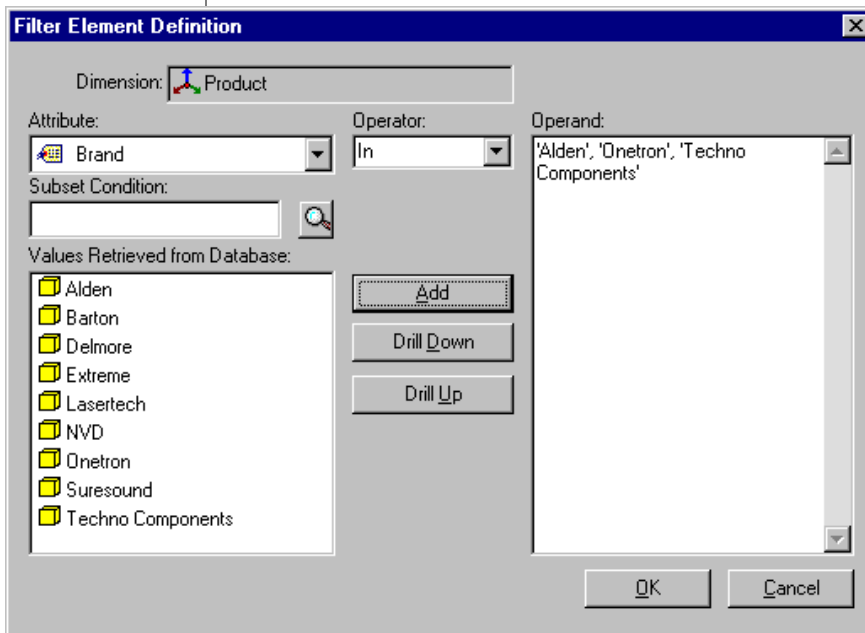 Filter Element Definition
Dimension: Product
Attribute:
Operator:
Operand:
Brand
In
'Alden', 'Onetron', 'Techno
Components'
Subset Condition:
Values Retrieved from Database:
Alden
Barton
Delmore
Extreme
Lasertech
NVD
Onetron
Suresound
Techno Components
Add
Drill Down
Drill Up
OK
Cancel